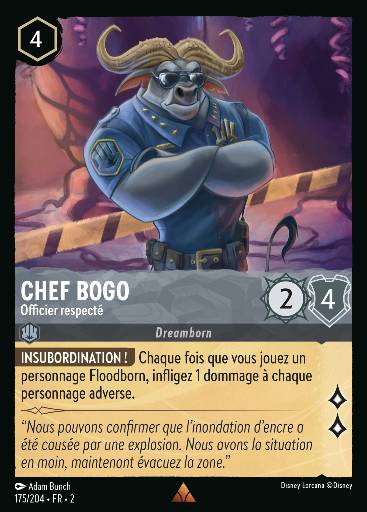 4
CHEF BOGO
Officier respecté
2
4
Dreamborn
INSUBORDINATION ! Chaque fois que vous jouez un
personnage Floodborn, infligez 1 dommage à chaque
personnage adverse.
“Nous pouvons confirmer que l'inondation d'encre a
été causée par une explosion. Nous avons la situation
en main, maintenont évacuez la zone.”
Adam Bunch
Disney Lorcana ©Disney
175/204 • FR • 2